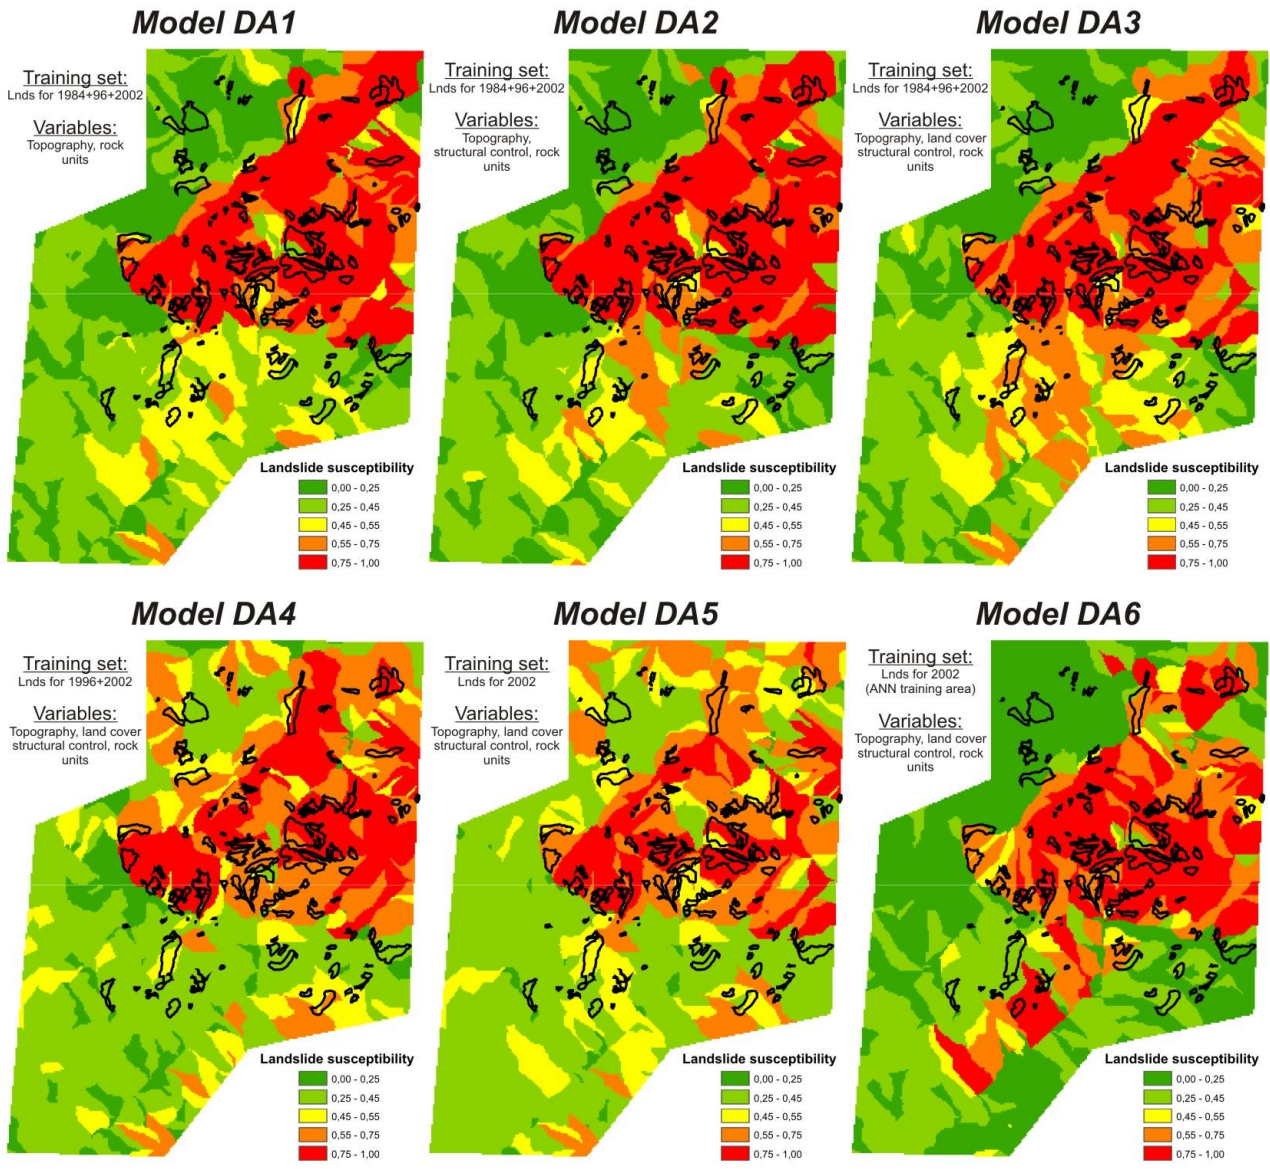 Model DA1
Training set:
Lnds for 1984+96+2002
Variables:
Topography, rock
units
Landslide susceptibility
0,00 - 0,25
0,25 - 0,45
0,45 - 0,55
0,55 - 0,75
0,75 - 1,00
Model DA2
Training set:
Lnds for 1984+96+2002
Variables:
Topography,
structural control, rock
units
Landslide susceptibility
0,00 - 0,25
0,25 - 0,45
0,45 - 0,55
0,55 - 0,75
0,75 - 1,00
Model DA3
Training set:
Lnds for 1984+96+2002
Variables:
Topography, land cover
structural control, rock
units
Landslide susceptibility
0,00 - 0,25
0,25 - 0,45
0,45 - 0,55
0,55 - 0,75
0,75 - 1,00
Model DA4
Training set:
Lnds for 1996+2002
Variables:
Topography, land cover
structural control, rock
units
Landslide susceptibility
0,00 - 0,25
0,25 - 0,45
0,45 - 0,55
0,55 - 0,75
0,75 - 1,00
Model DA5
Training set:
Lnds for 2002
Variables:
Topography, land cover
structural control, rock
units
Landslide susceptibility
0,00 - 0,25
0,25 - 0,45
0,45 - 0,55
0,55 - 0,75
0,75 - 1,00
Model DA6
Training set:
Lnds for 2002
(ANN training area)
Variables:
Topography, land cover
structural control, rock
units
Landslide susceptibility
0,00 - 0,25
0,25 - 0,45
0,45 - 0,55
0,55 - 0,75
0,75 - 1,00